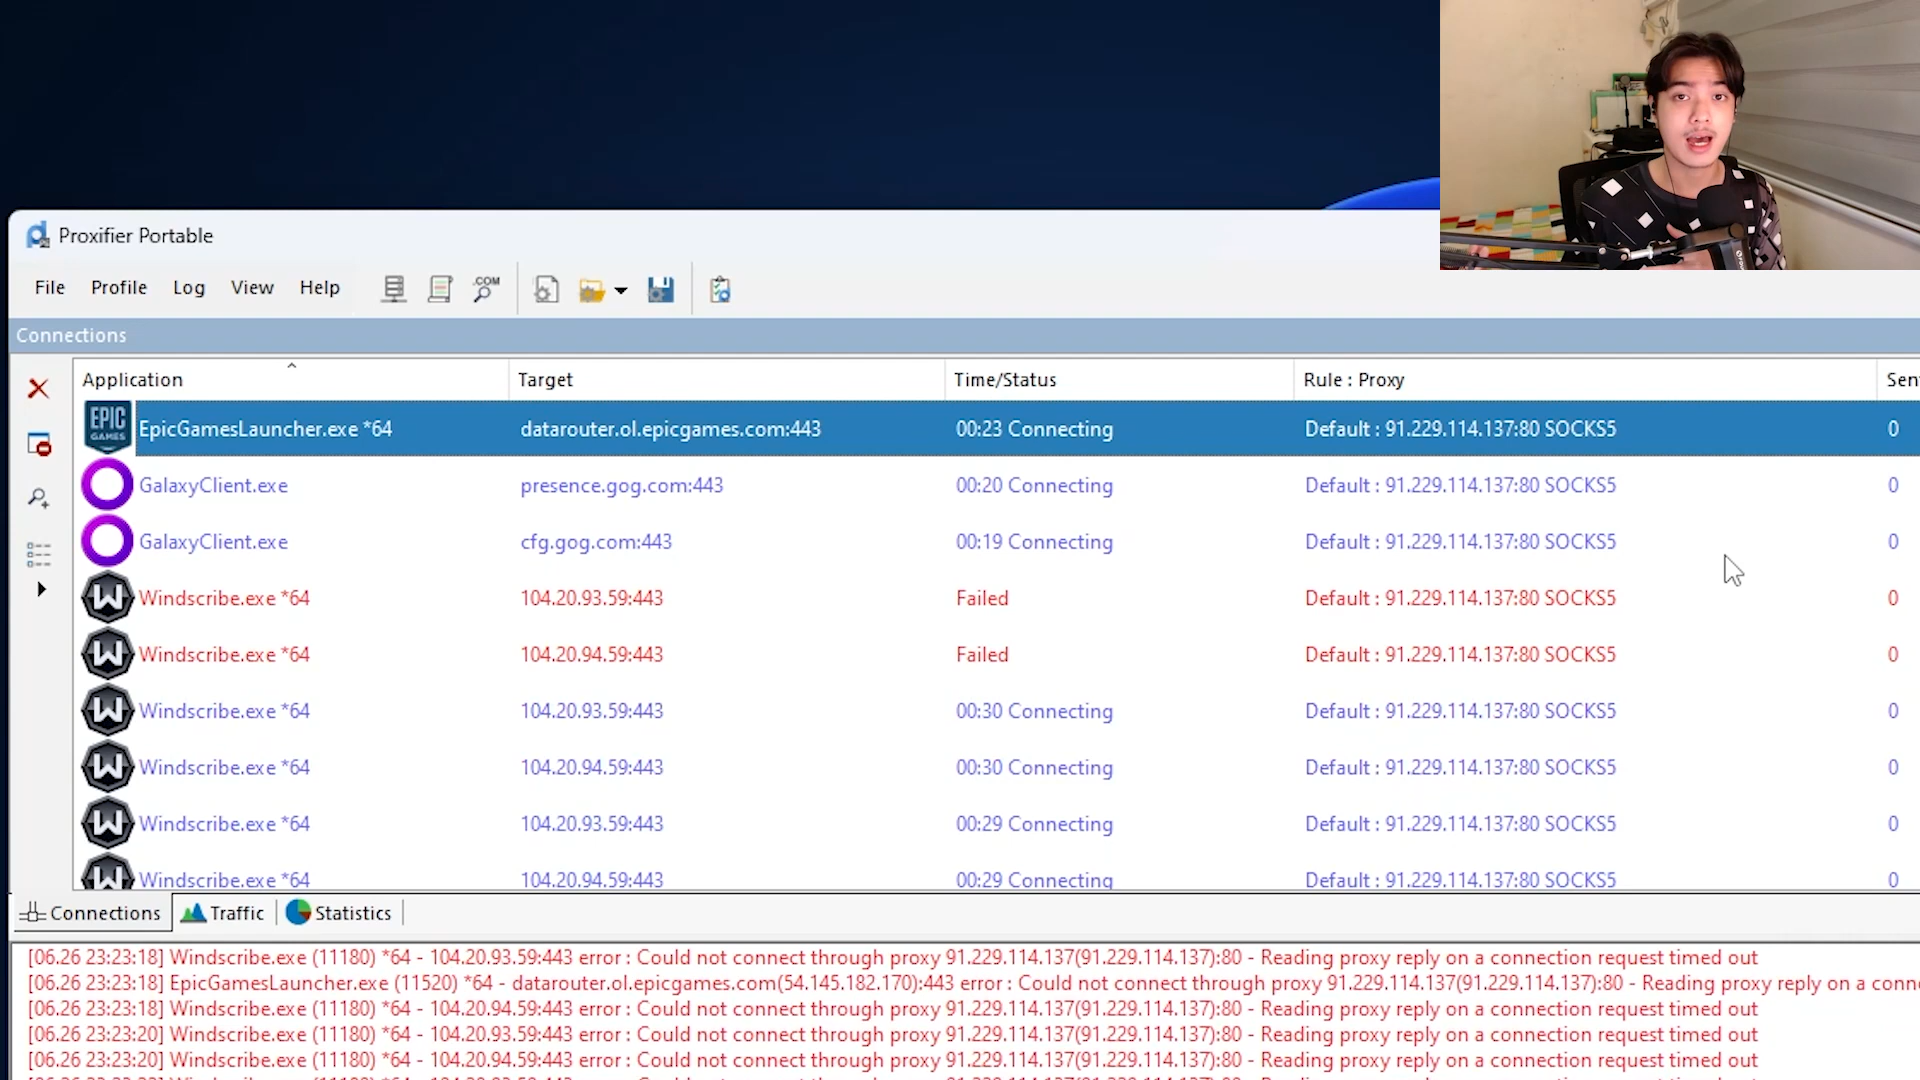 Proxifier Portable
File Profile Log View Help .COM
Connections
Application Target Time/Status Rule : Proxy Sen
EPIC GAMES EpicGamesLauncher.exe *64 datarouter.ol.epicgames.com:443 00:23 Connecting Default : 91.229.114.137:80 SOCKS5 0
GalaxyClient.exe presence.gog.com:443 00:20 Connecting Default : 91.229.114.137:80 SOCKS5 0
GalaxyClient.exe cfg.gog.com:443 00:19 Connecting Default : 91.229.114.137:80 SOCKS5 0
Windscribe.exe *64 104.20.93.59:443 Failed Default : 91.229.114.137:80 SOCKS5 0
Windscribe.exe *64 104.20.94.59:443 Failed Default : 91.229.114.137:80 SOCKS5 0
Windscribe.exe *64 104.20.93.59:443 00:30 Connecting Default : 91.229.114.137:80 SOCKS5 0
Windscribe.exe *64 104.20.94.59:443 00:30 Connecting Default : 91.229.114.137:80 SOCKS5 0
Windscribe.exe *64 104.20.93.59:443 00:29 Connecting Default : 91.229.114.137:80 SOCKS5 0
Windscribe.exe *64 104.20.94.59:443 00:29 Connecting Default : 91.229.114.137:80 SOCKS5 0
Connections Traffic Statistics
[06.26 23:23:18] Windscribe.exe (11180) *64 - 104.20.93.59:443 error : Could not connect through proxy 91.229.114.137(91.229.114.137):80 - Reading proxy reply on a connection request timed out
[06.26 23:23:18] EpicGamesLauncher.exe (11520) *64 - datarouter.ol.epicgames.com(54.145.182.170):443 error : Could not connect through proxy 91.229.114.137(91.229.114.137):80 - Reading proxy reply on a conn
[06.26 23:23:18] Windscribe.exe (11180) *64 - 104.20.94.59:443 error : Could not connect through proxy 91.229.114.137(91.229.114.137):80 - Reading proxy reply on a connection request timed out
[06.26 23:23:20] Windscribe.exe (11180) *64 - 104.20.93.59:443 error : Could not connect through proxy 91.229.114.137(91.229.114.137):80 - Reading proxy reply on a connection request timed out
[06.26 23:23:20] Windscribe.exe (11180) *64 - 104.20.94.59:443 error : Could not connect through proxy 91.229.114.137(91.229.114.137):80 - Reading proxy reply on a connection request timed out